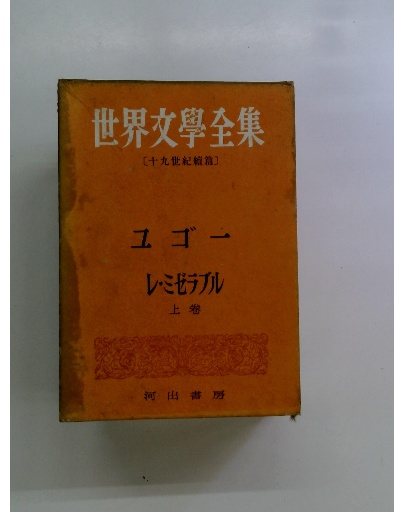 世界文學全集
〔十九世紀續篇〕
ユゴー
レ・ミゼラブル
上卷
河出書房